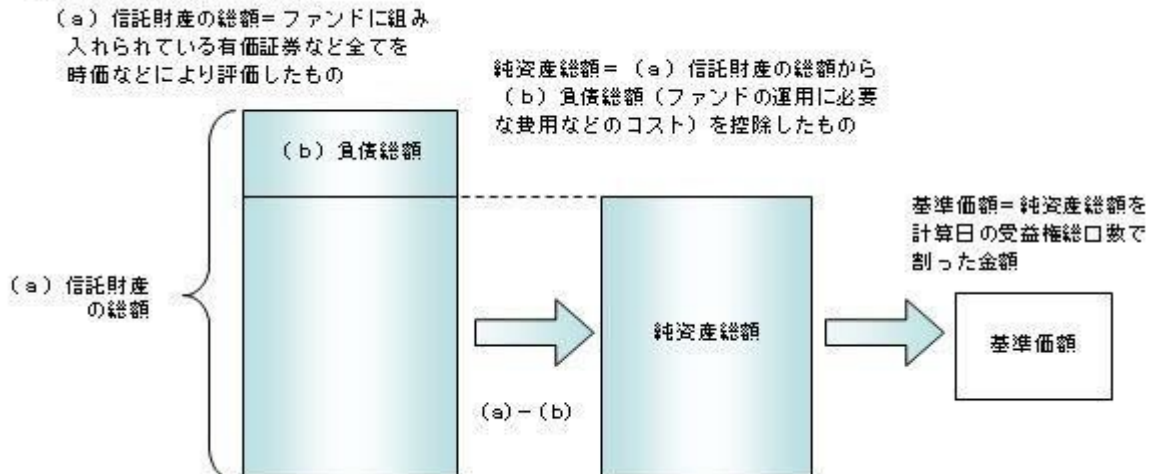 （a）信託財産の総額=ファンドに組み
入れられている有価証券など全てを
時価などにより評価したもの
純資産総額=（a）信託財産の総額から
（b）負債総額（ファンドの運用に必要
な費用などのコスト）を控除したもの
（b）負債総額
基準価額=純資産総額を
計算日の受益権総口数で
割った金額
（a）信託財産
の総額
純資産総額
基準価額
(a)－(b)